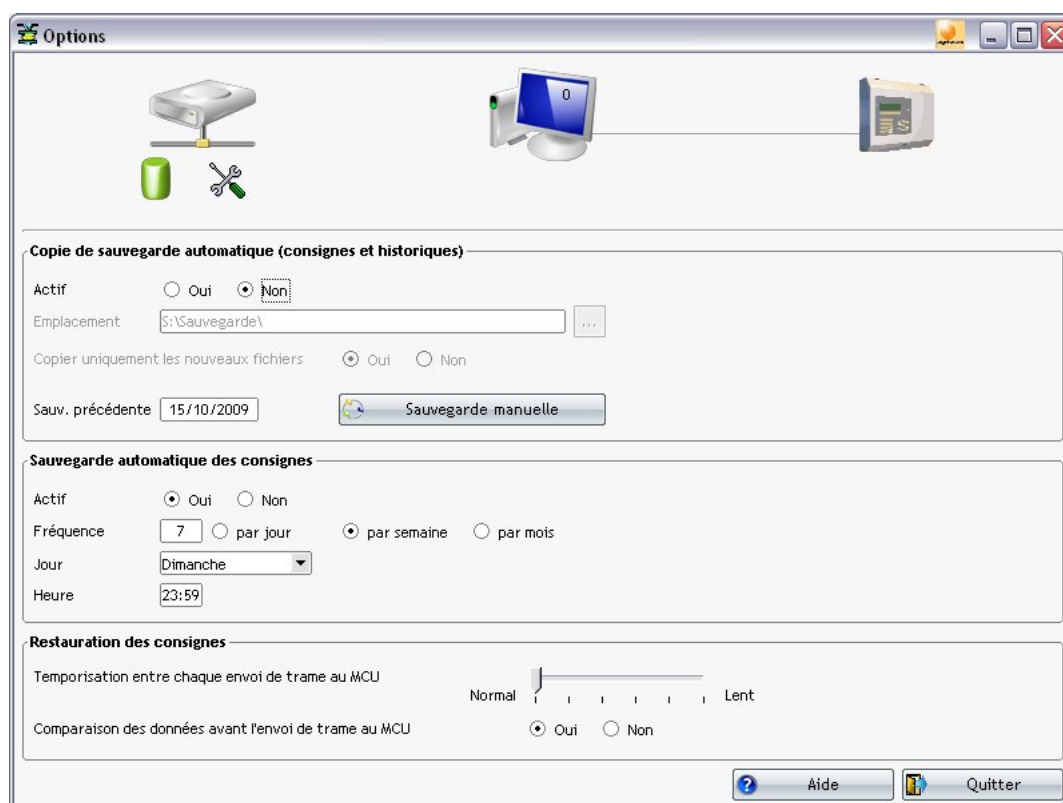 Options
0
Copie de sauvegarde automatique (consignes et historiques)
Actif Oui Non
Emplacement S:\Sauvegarde\ ...
Copier uniquement les nouveaux fichiers Oui Non
Sauv. précédente 15/10/2009 Sauvegarde manuelle
Sauvegarde automatique des consignes
Actif Oui Non
Fréquence 7 par jour par semaine par mois
Jour Dimanche
Heure 23:59
Restauration des consignes
Temporisation entre chaque envoi de trame au MCU
Normal Lent
Comparaison des données avant l'envoi de trame au MCU Oui Non
Aide Quitter